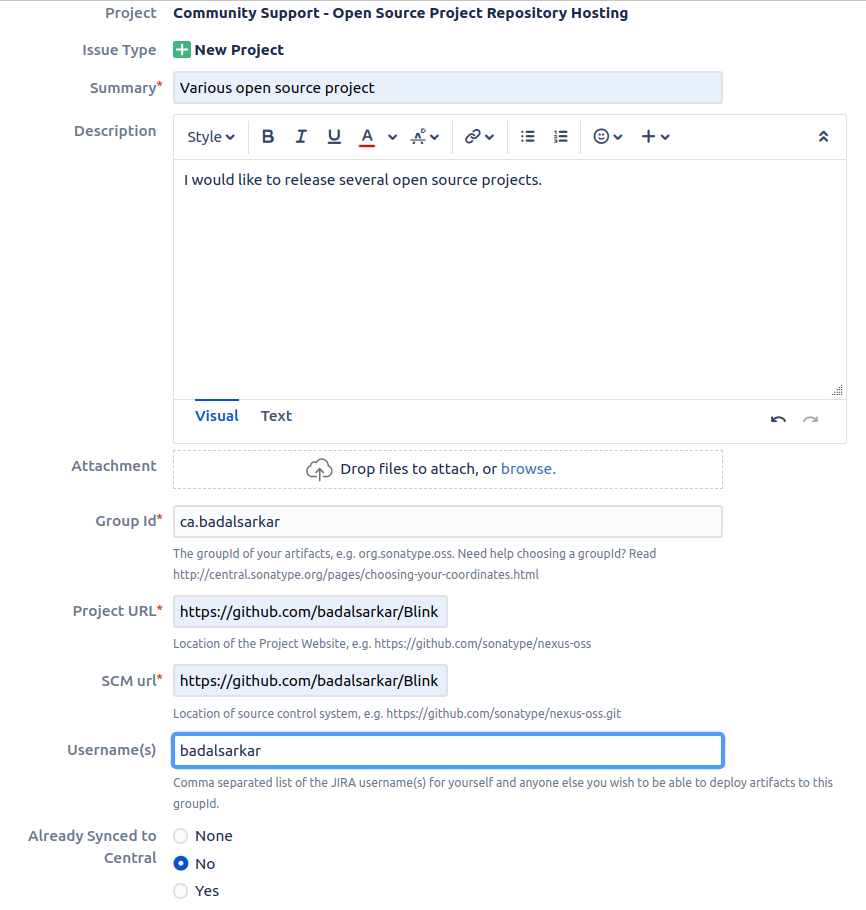 Project Community Support - Open Source Project Repository Hosting
Issue Type New Project
Summary* Various open source project
Description
Style B I U A
I would like to release several open source projects.
Visual Text
Attachment Drop files to attach, or browse.
Group Id* ca.badalsarkar
The groupId of your artifacts, e.g. org.sonatype.oss. Need help choosing a groupId? Read
http://central.sonatype.org/pages/choosing-your-coordinates.html
Project URL* https://github.com/badalsarkar/Blink
Location of the Project Website, e.g. https://github.com/sonatype/nexus-oss
SCM url* https://github.com/badalsarkar/Blink
Location of source control system, e.g. https://github.com/sonatype/nexus-oss.git
Username(s) badalsarkar
Comma separated list of the JIRA username(s) for yourself and anyone else you wish to be able to deploy artifacts to this
groupId.
Already Synced to None
Central
No
Yes